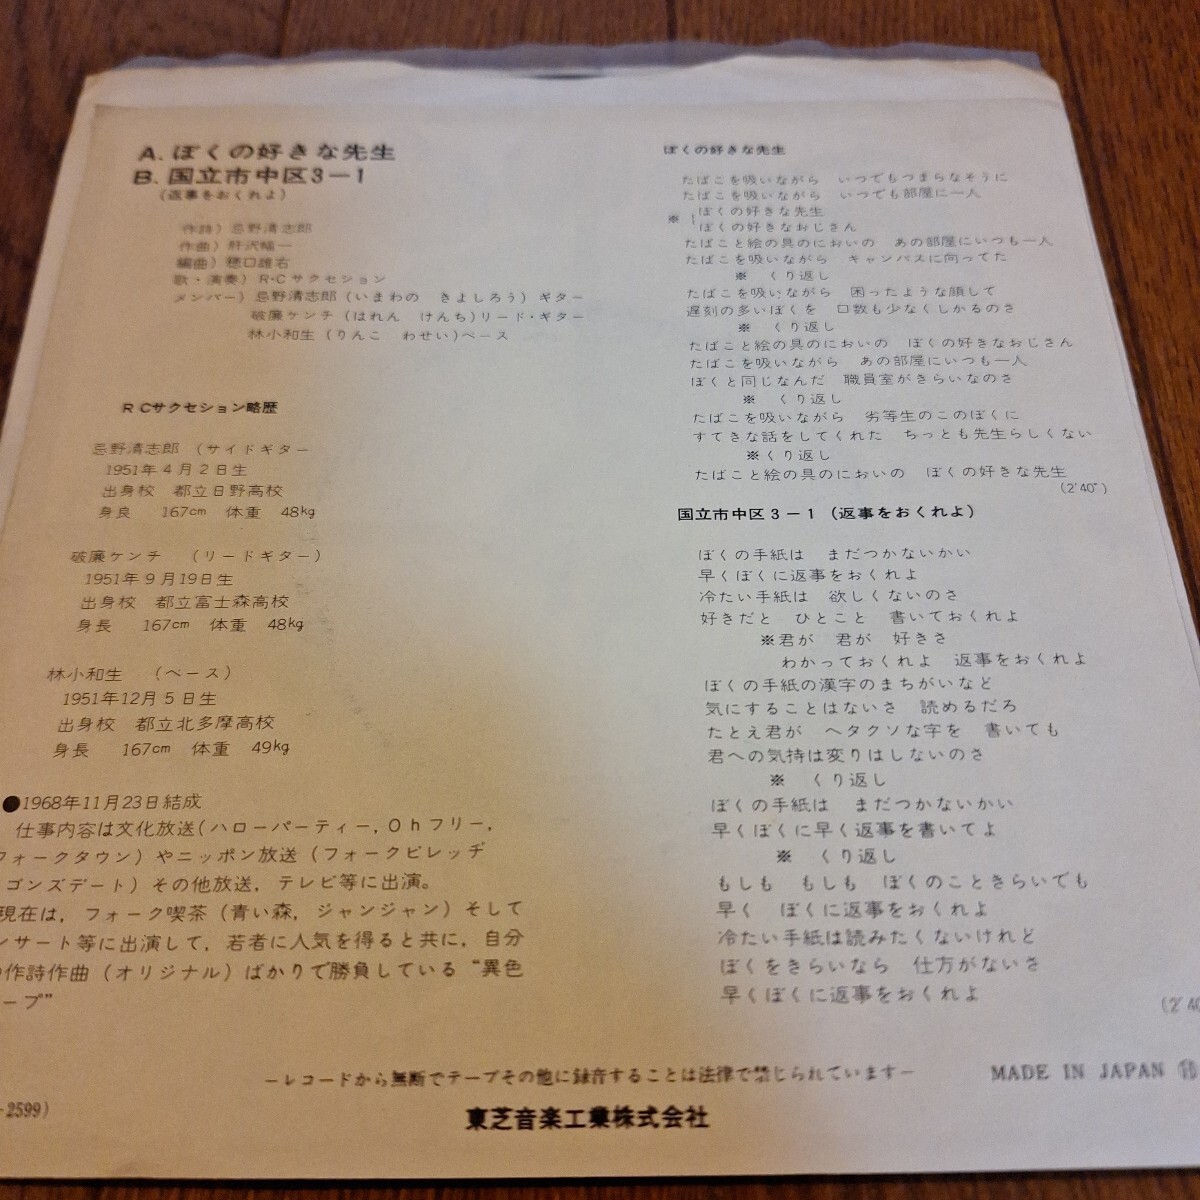 A. ぼくの好きな先生
B. 国立市中区3－1
（返事をおくれよ）
作詩）忌野清志郎
作曲）肝沢幅一
編曲）穂口雄右
歌・演奏）R・Cサクセション
メンバー）忌野清志郎（いまわの　きよしろう）ギター
破廉ケンチ（はれん　けんち）リード・ギター
林小和生（りんこ　わせい）ベース
RCサクセション略歴
忌野清志郎　（サイドギター
1951年4月2日生
出身校　都立日野高校
身良　167cm　体重　48kg
破廉ケンチ　（リードギター）
1951年9月19日生
出身校　都立富士森高校
身長　167cm　体重　48kg
林小和生　（ベース）
1951年12月5日生
出身校　都立北多摩高校
身長　167cm　体重　49kg
●1968年11月23日結成
仕事内容は文化放送（ハローパーティー，Ohフリー，
フォークタウン）やニッポン放送（フォークビレッヂ
ゴンズデート）その他放送，テレビ等に出演。
現在は，フォーク喫茶（青い森，ジャンジャン）そして
ンサート等に出演して，若者に人気を得ると共に，自分
の作詩作曲（オリジナル）ばかりで勝負している“異色
ープ”
ぼくの好きな先生
たばこを吸いながら　いつでもつまらなそうに
たばこを吸いながら　いつでも部屋に一人
※｛ぼくの好きな先生
ぼくの好きなおじさん
たばこと絵の具のにおいの　あの部屋にいつも一人
たばこを吸いながら　キャンバスに向ってた
※　くり返し
たばこを吸いながら　困ったような顔して
遅刻の多いぼくを　口数も少なくしかるのさ
※　くり返し
たばこと絵の具のにおいの　ぼくの好きなおじさん
たばこを吸いながら　あの部屋にいつも一人
ぼくと同じなんだ　職員室がきらいなのさ
※　くり返し
たばこを吸いながら　劣等生のこのぼくに
すてきな話をしてくれた　ちっとも先生らしくない
※くり返し
たばこと絵の具のにおいの　ぼくの好きな先生
（2′40″）
国立市中区3－1（返事をおくれよ）
ぼくの手紙は　まだつかないかい
早くぼくに返事をおくれよ
冷たい手紙は　欲しくないのさ
好きだと　ひとこと　書いておくれよ
※君が　君が　好きさ
わかっておくれよ　返事をおくれよ
ぼくの手紙の漢字のまちがいなど
気にすることはないさ　読めるだろ
たとえ君が　ヘタクソな字を　書いても
君への気持は変りはしないのさ
※　くり返し
ぼくの手紙は　まだつかないかい
早くぼくに早く返事を書いてよ
※　くり返し
もしも　もしも　ぼくのこときらいでも
早く　ぼくに返事をおくれよ
冷たい手紙は読みたくないけれど
ぼくをきらいなら　仕方がないさ
早くぼくに返事をおくれよ
（2′40
－レコードから無断でテープその他に録音することは法律で禁じられています－
MADE IN JAPAN
-2599）
東芝音楽工業株式会社